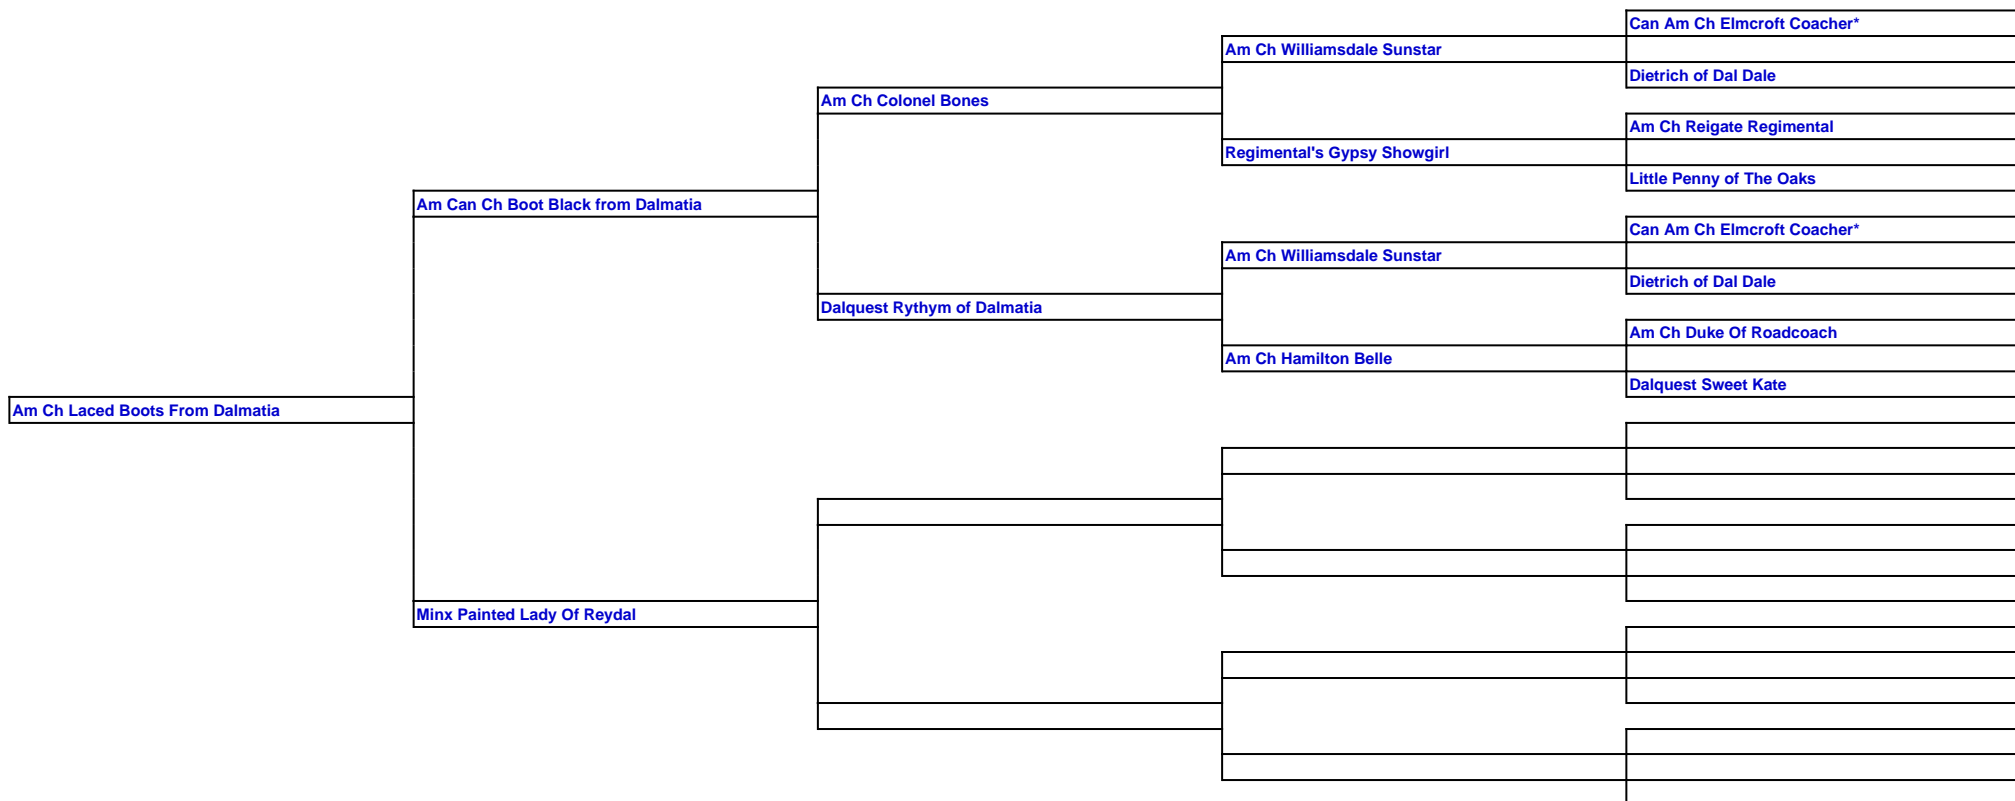 Can Am Ch Elmcroft Coacher*
Am Ch Williamsdale Sunstar
Dietrich of Dal Dale
Am Ch Colonel Bones
Am Ch Reigate Regimental
Regimental's Gypsy Showgirl
Little Penny of The Oaks
Am Can Ch Boot Black from Dalmatia
Can Am Ch Elmcroft Coacher*
Am Ch Williamsdale Sunstar
Dietrich of Dal Dale
Dalquest Rythym of Dalmatia
Am Ch Duke Of Roadcoach
Am Ch Hamilton Belle
Dalquest Sweet Kate
Am Ch Laced Boots From Dalmatia
Minx Painted Lady Of Reydal